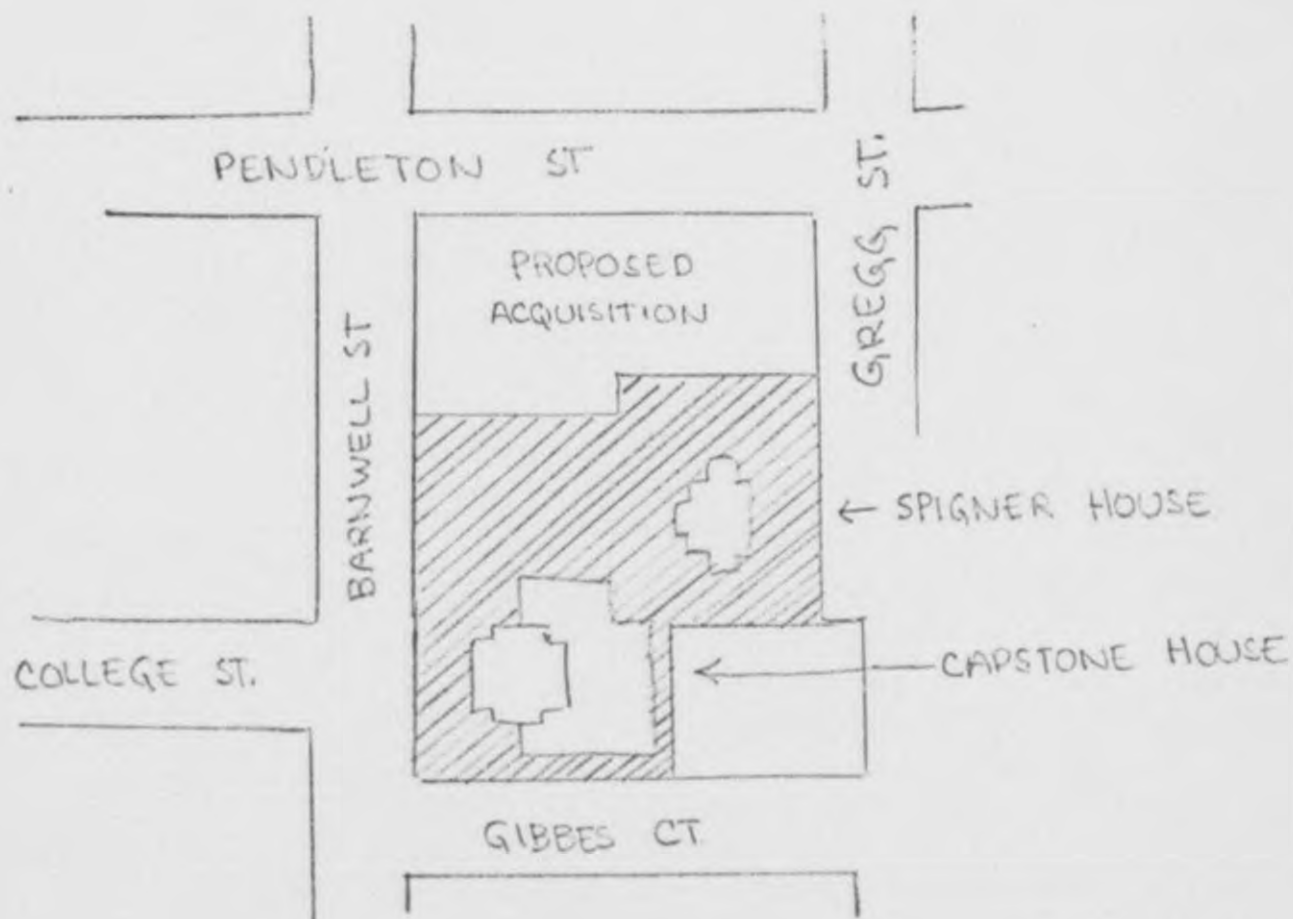 PENDLETON ST
GREGG ST.
PROPOSED
ACQUISITION
BARNWELL ST
← SPIGNER HOUSE
COLLEGE ST.
← CAPSTONE HOUSE
GIBBES CT